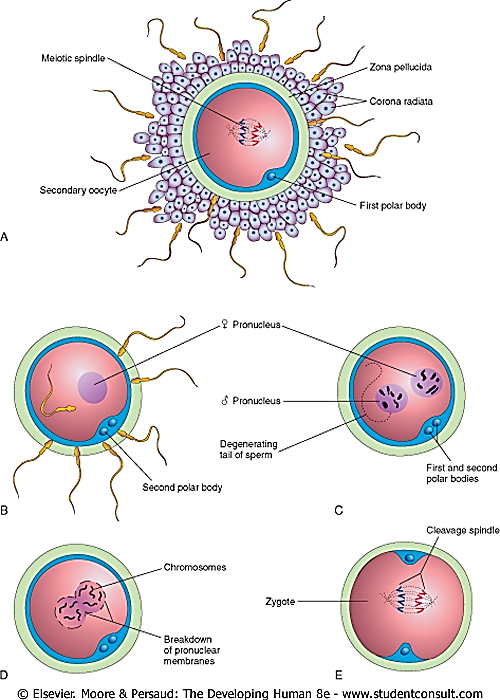 Meiotic spindle
Zona pellucida
Corona radiata
Secondary oocyte
First polar body
A
♀ Pronucleus
♂ Pronucleus
Degenerating
tail of sperm
Second polar body
First and second
polar bodies
B
C
Cleavage spindle
Chromosomes
Zygote
Breakdown
of pronuclear
membranes
D
E
© Elsevier. Moore & Persaud: The Developing Human 8e - www.studentconsult.com